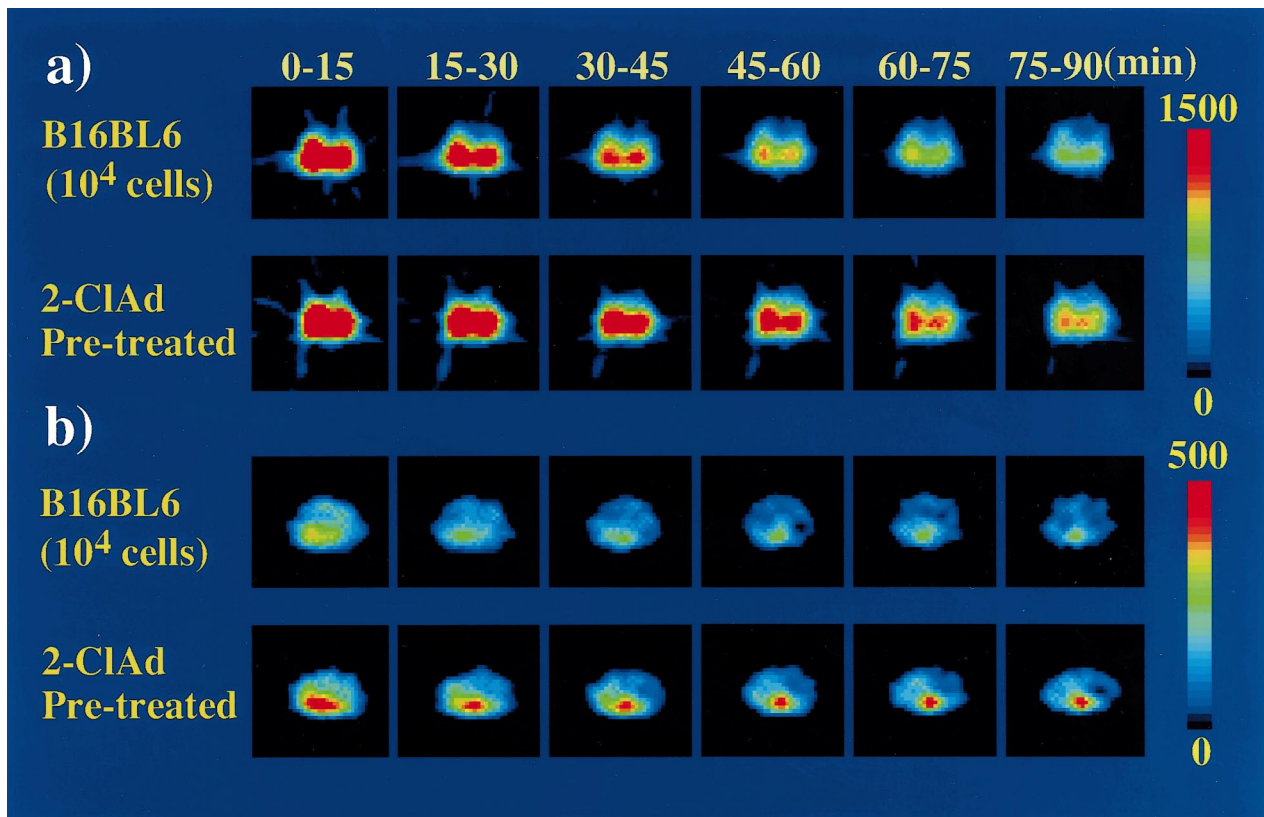 a)
0-15 15-30 30-45 45-60 60-75 75-90(min)
B16BL6
(10⁴ cells)
1500
2-ClAd
Pre-treated
0
b)
500
B16BL6
(10⁴ cells)
2-ClAd
Pre-treated
0